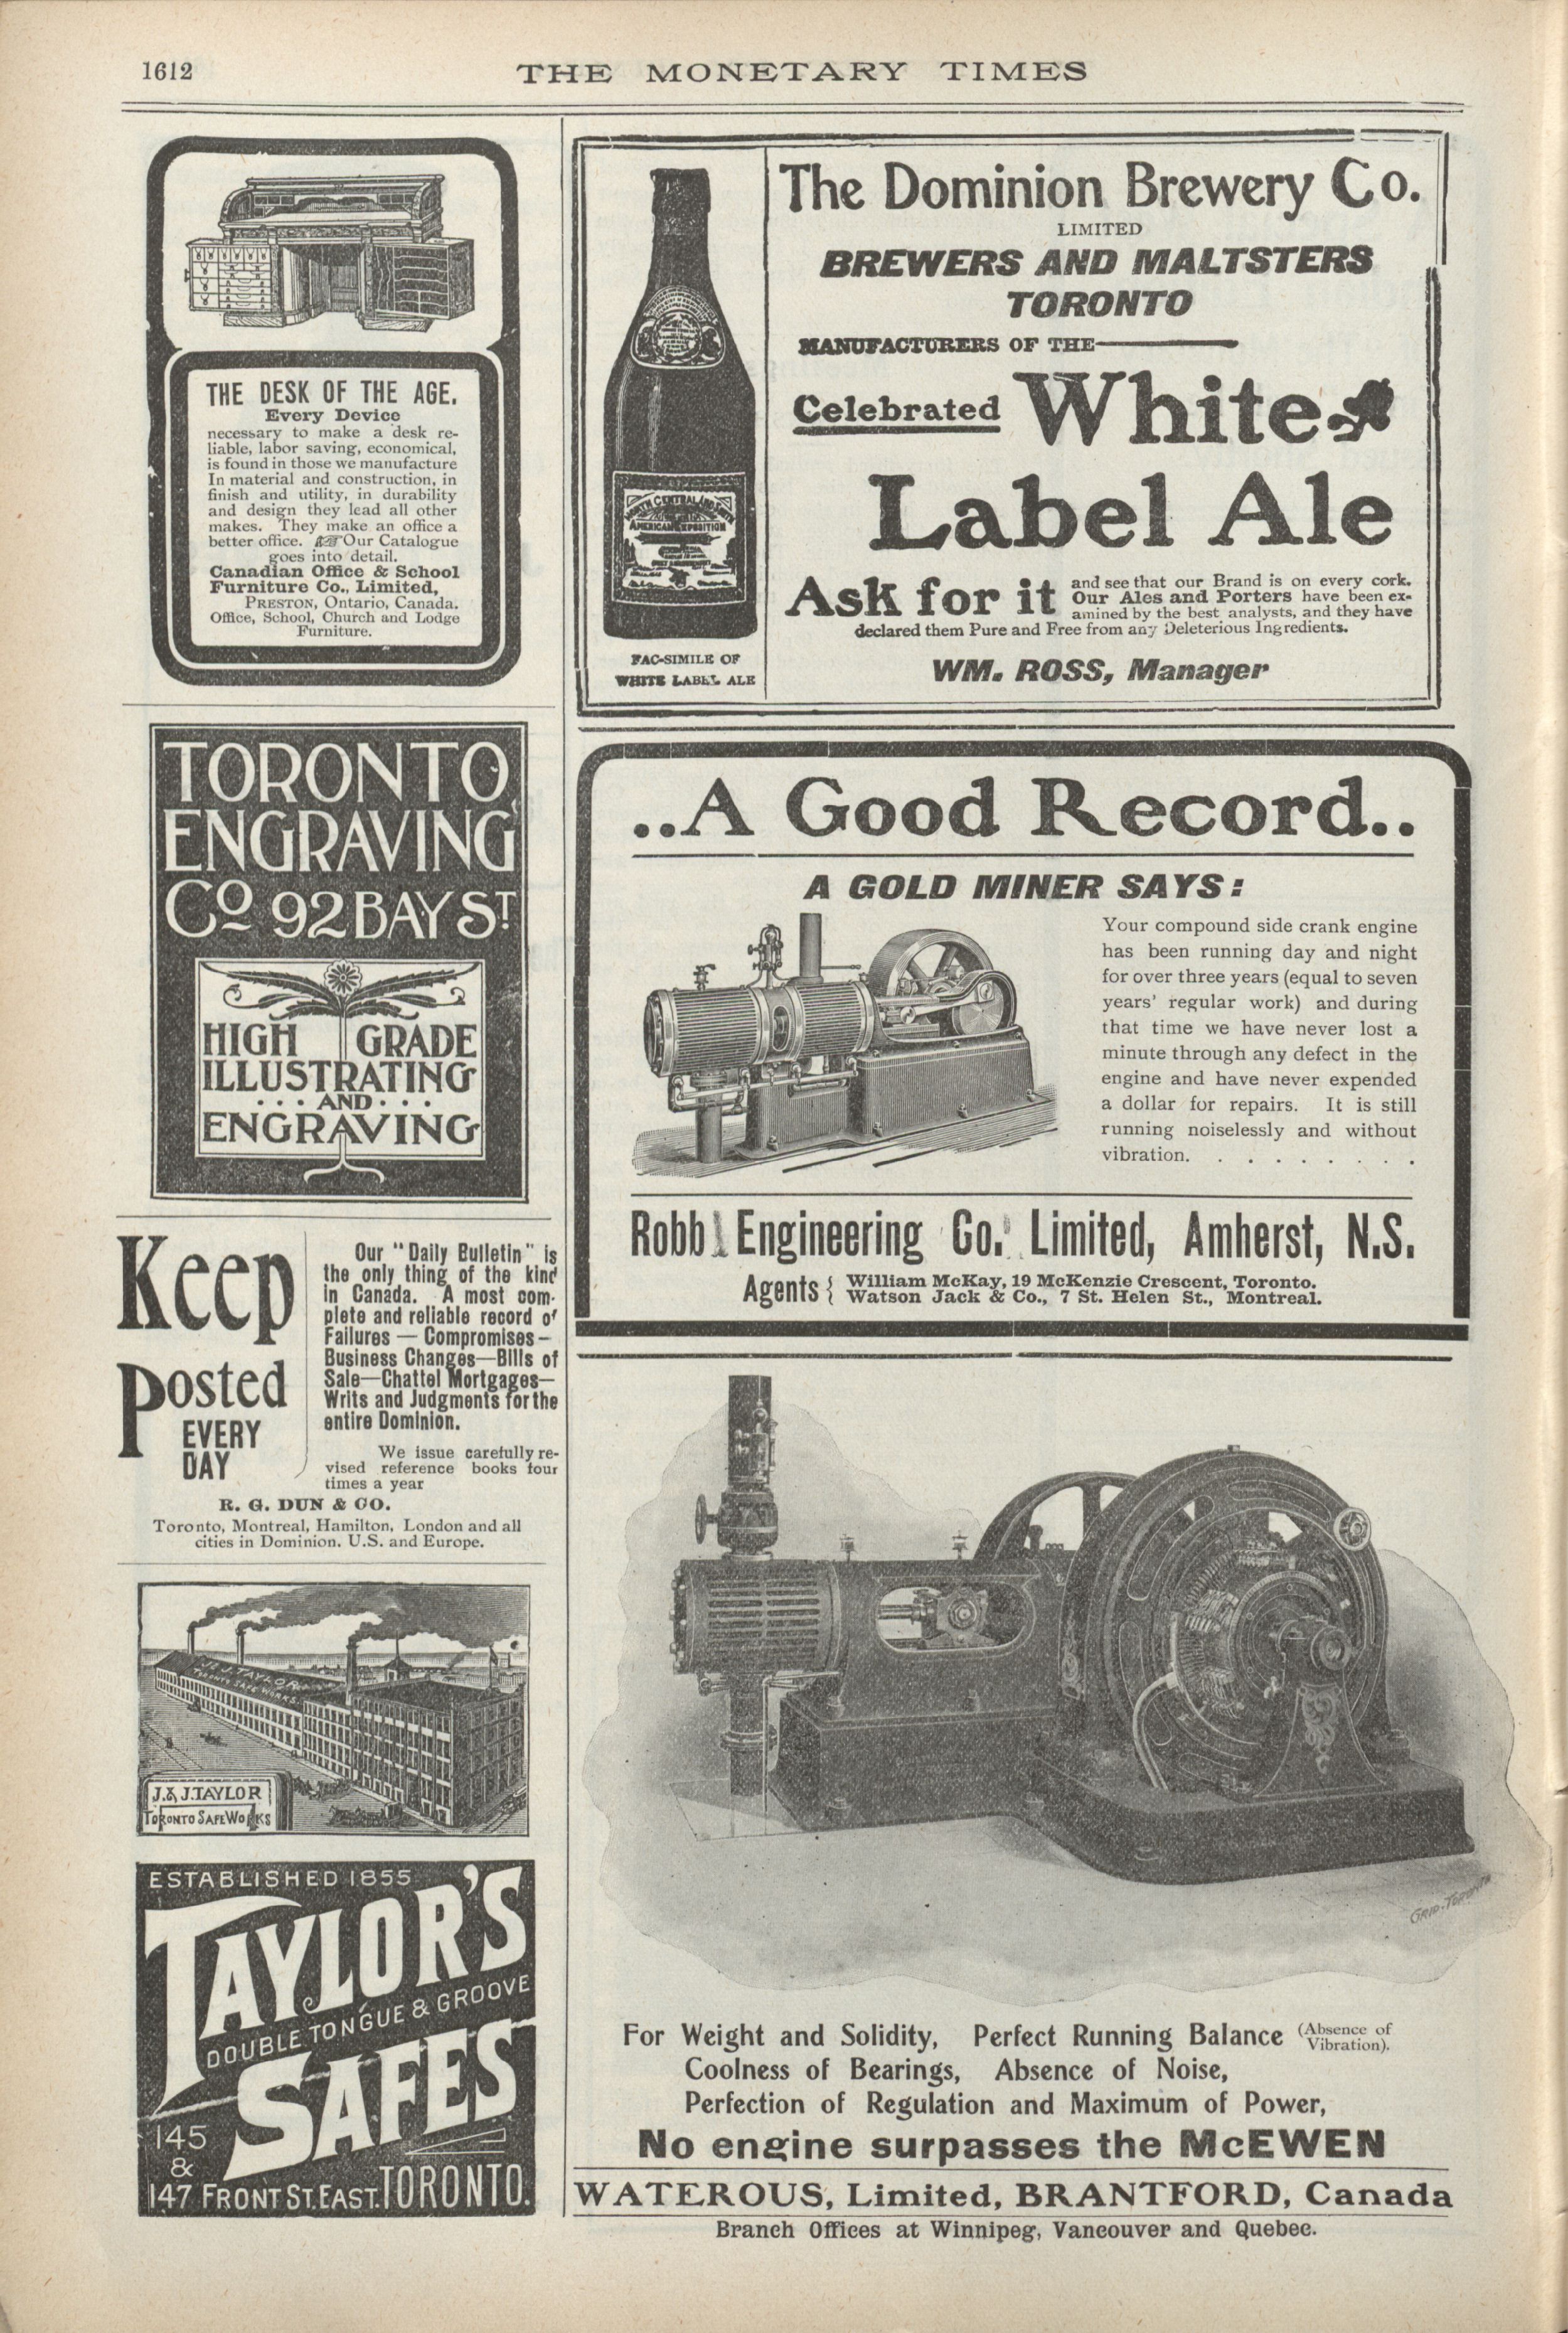 1612
THE MONETARY TIMES
THE DESK OF THE AGE.
Every Device
necessary to make a desk re-
liable, labor saving, economical,
is found in those we manufacture
In material and construction, in
finish and utility, in durability
and design they lead all other
makes. They make an office a
better office. Our Catalogue
goes into detail.
Canadian Office & School
Furniture Co., Limited,
PRESTON, Ontario, Canada.
Office, School, Church and Lodge
Furniture.
TORONTO
ENGRAVING
Co 92 BAY ST.
HIGH GRADE
ILLUSTRATING
...AND...
ENGRAVING
Keep
Posted
EVERY
DAY
Our "Daily Bulletin" is
the only thing of the kind
in Canada. A most com-
plete and reliable record of
Failures — Compromises —
Business Changes—Bills of
Sale—Chattel Mortgages—
Writs and Judgments for the
entire Dominion.
We issue carefully re-
vised reference books four
times a year
R. G. DUN & CO.
Toronto, Montreal, Hamilton, London and all
cities in Dominion. U.S. and Europe.
J. & J. TAYLOR
TORONTO SAFE WORKS.
J. & J. TAYLOR
TORONTO SAFE WORKS
ESTABLISHED 1855
TAYLOR'S
DOUBLE TONGUE & GROOVE
SAFES
145
&
147 FRONT ST. EAST. TORONTO.
The Dominion Brewery Co.
LIMITED
BREWERS AND MALTSTERS
TORONTO
MANUFACTURERS OF THE
Celebrated White
Label Ale
Ask for it and see that our Brand is on every cork.
Our Ales and Porters have been ex-
amined by the best analysts, and they have
declared them Pure and Free from any Deleterious Ingredients.
WM. ROSS, Manager
NORTH CENTRAL AND SOUTH
AMERICAN EXPOSITION
FAC-SIMILE OF
WHITE LABEL ALE
..A Good Record..
A GOLD MINER SAYS:
Your compound side crank engine
has been running day and night
for over three years (equal to seven
years' regular work) and during
that time we have never lost a
minute through any defect in the
engine and have never expended
a dollar for repairs. It is still
running noiselessly and without
vibration. . . . . . . . .
Robb Engineering Co. Limited, Amherst, N.S.
Agents { William McKay, 19 McKenzie Crescent, Toronto.
Watson Jack & Co., 7 St. Helen St., Montreal.
GRIP. TORONTO
For Weight and Solidity, Perfect Running Balance (Absence of
Vibration).
Coolness of Bearings, Absence of Noise,
Perfection of Regulation and Maximum of Power,
No engine surpasses the McEWEN
WATEROUS, Limited, BRANTFORD, Canada
Branch Offices at Winnipeg, Vancouver and Quebec.